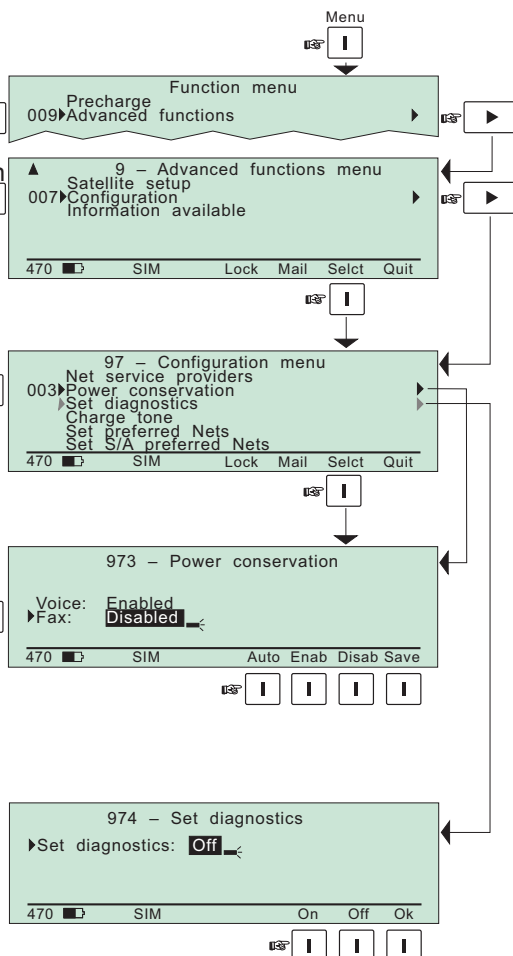 Menu
Function menu
Precharge
009 Advanced functions
n
9 – Advanced functions menu
Satellite setup
007 Configuration
Information available
470 SIM Lock Mail Selct Quit
97 – Configuration menu
Net service providers
003 Power conservation
Set diagnostics
Charge tone
Set preferred Nets
Set S/A preferred Nets
470 SIM Lock Mail Selct Quit
973 – Power conservation
Voice: Enabled
Fax: Disabled
470 SIM Auto Enab Disab Save
974 – Set diagnostics
Set diagnostics: Off
470 SIM On Off Ok